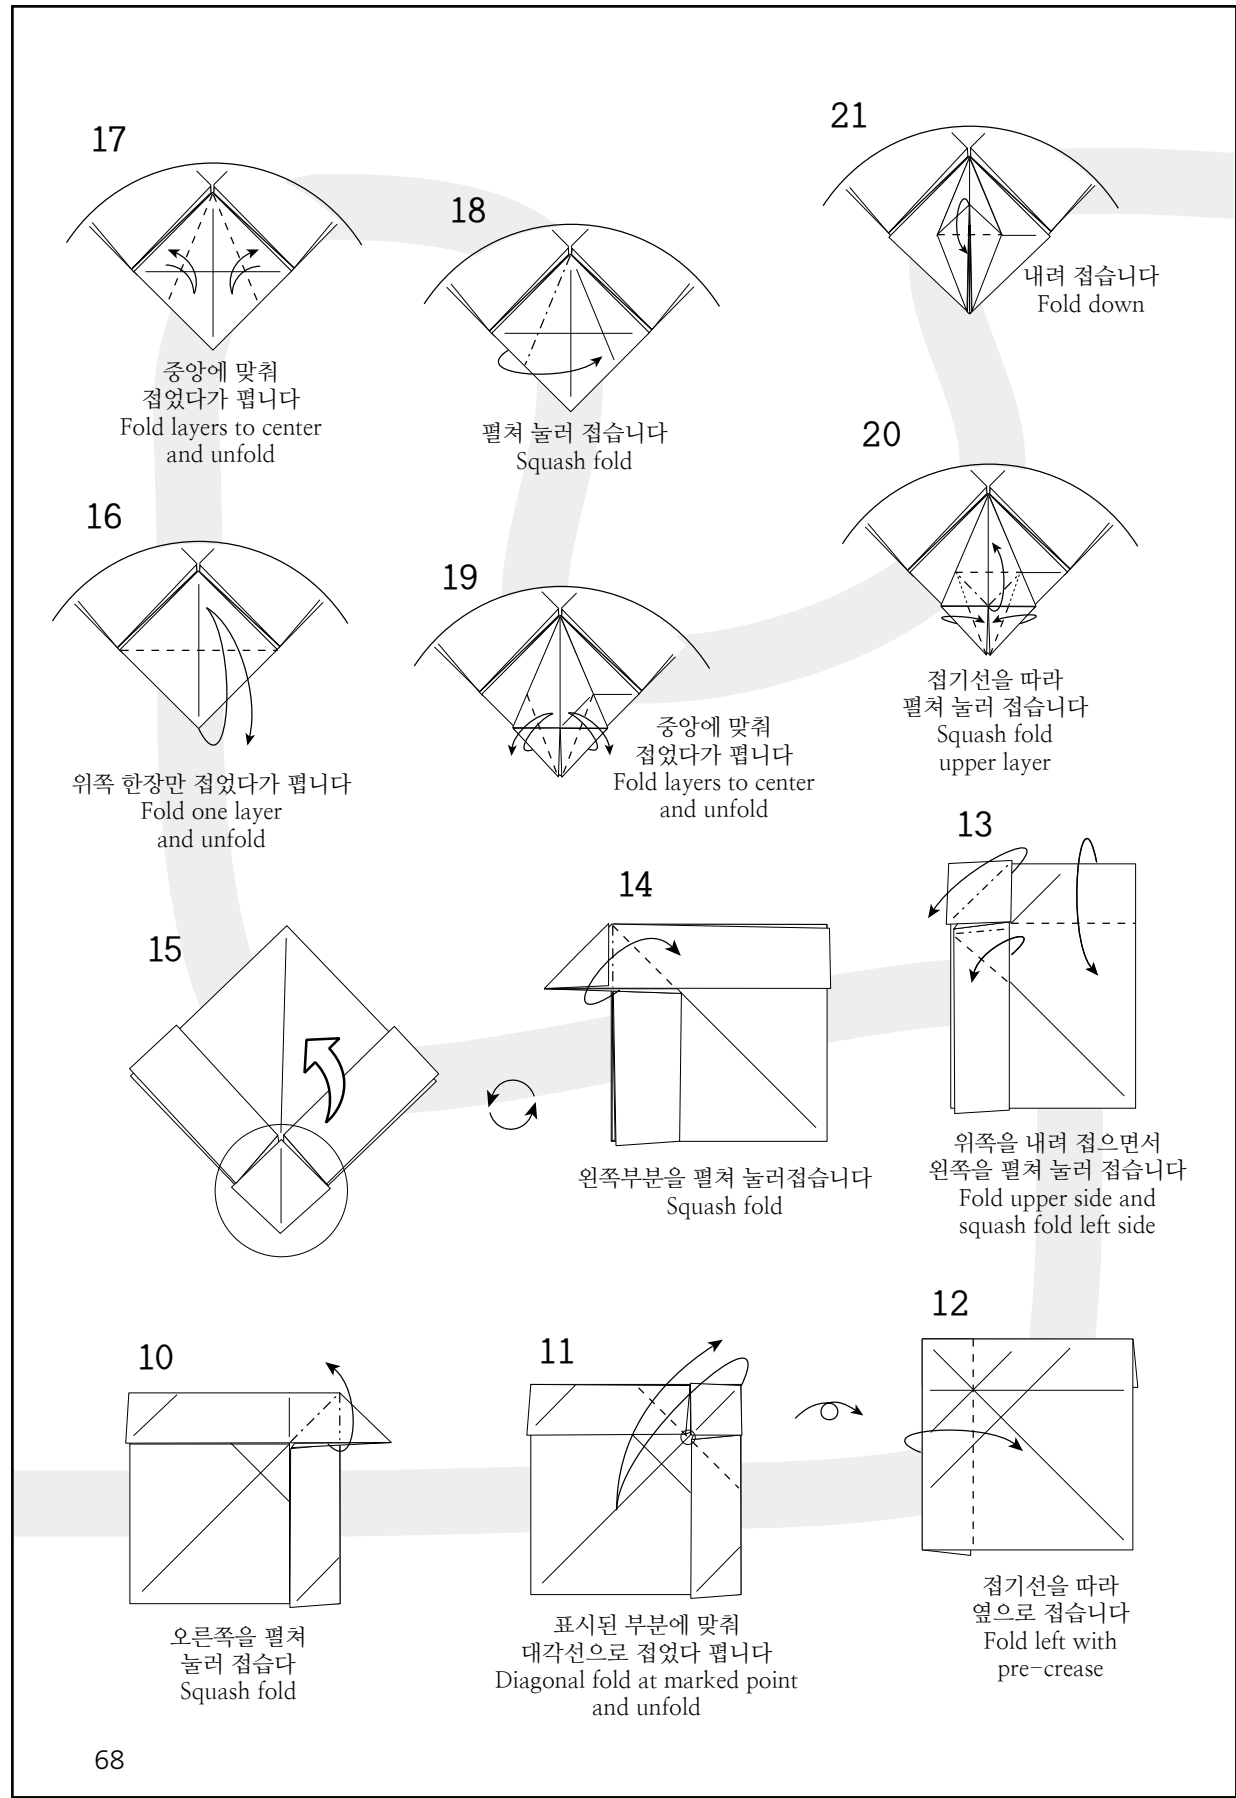 10
오른쪽을 펼쳐
눌러 접습다
Squash fold
11
표시된 부분에 맞춰
대각선으로 접었다 폅니다
Diagonal fold at marked point
and unfold
12
접기선을 따라
옆으로 접습니다
Fold left with
pre-crease
13
위쪽을 내려 접으면서
왼쪽을 펼쳐 눌러 접습니다
Fold upper side and
squash fold left side
14
왼쪽부분을 펼쳐 눌러접습니다
Squash fold
15
16
위쪽 한장만 접었다가 폅니다
Fold one layer
and unfold
17
중앙에 맞춰
접었다가 폅니다
Fold layers to center
and unfold
18
펼쳐 눌러 접습니다
Squash fold
19
중앙에 맞춰
접었다가 폅니다
Fold layers to center
and unfold
20
접기선을 따라
펼쳐 눌러 접습니다
Squash fold
upper layer
21
내려 접습니다
Fold down
68